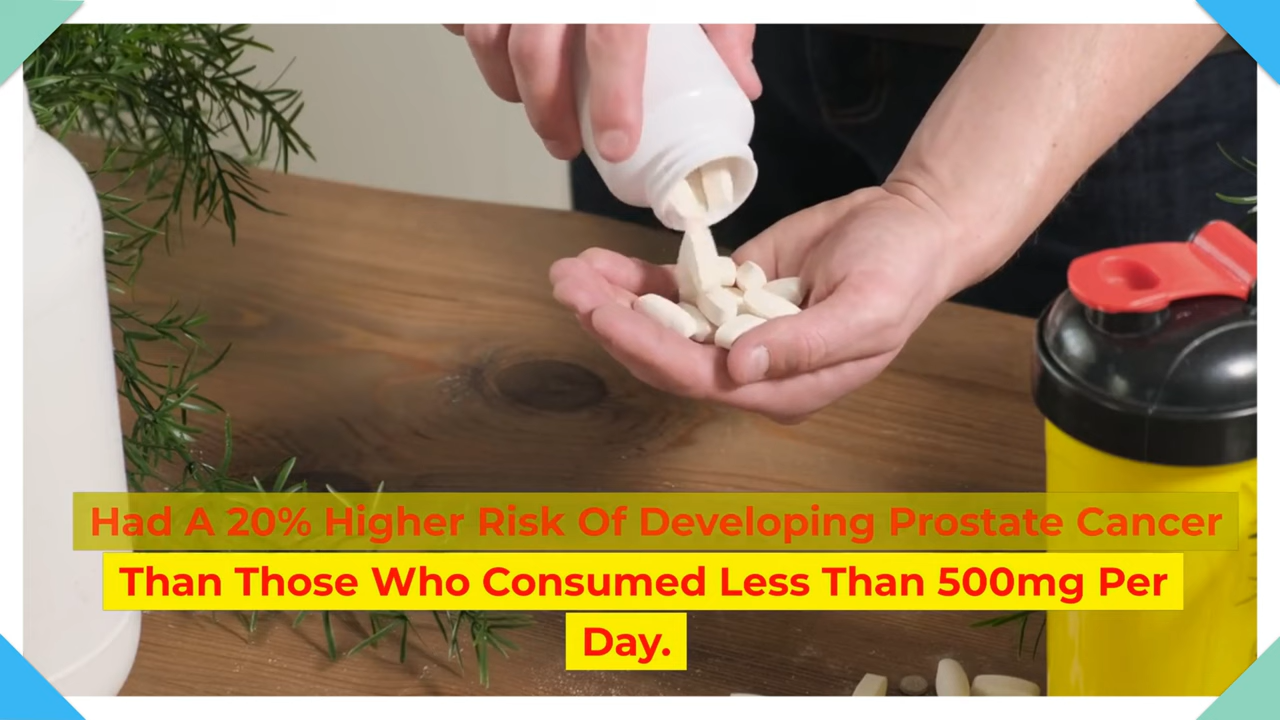 Had A 20% Higher Risk Of Developing Prostate Cancer
Than Those Who Consumed Less Than 500mg Per
Day.